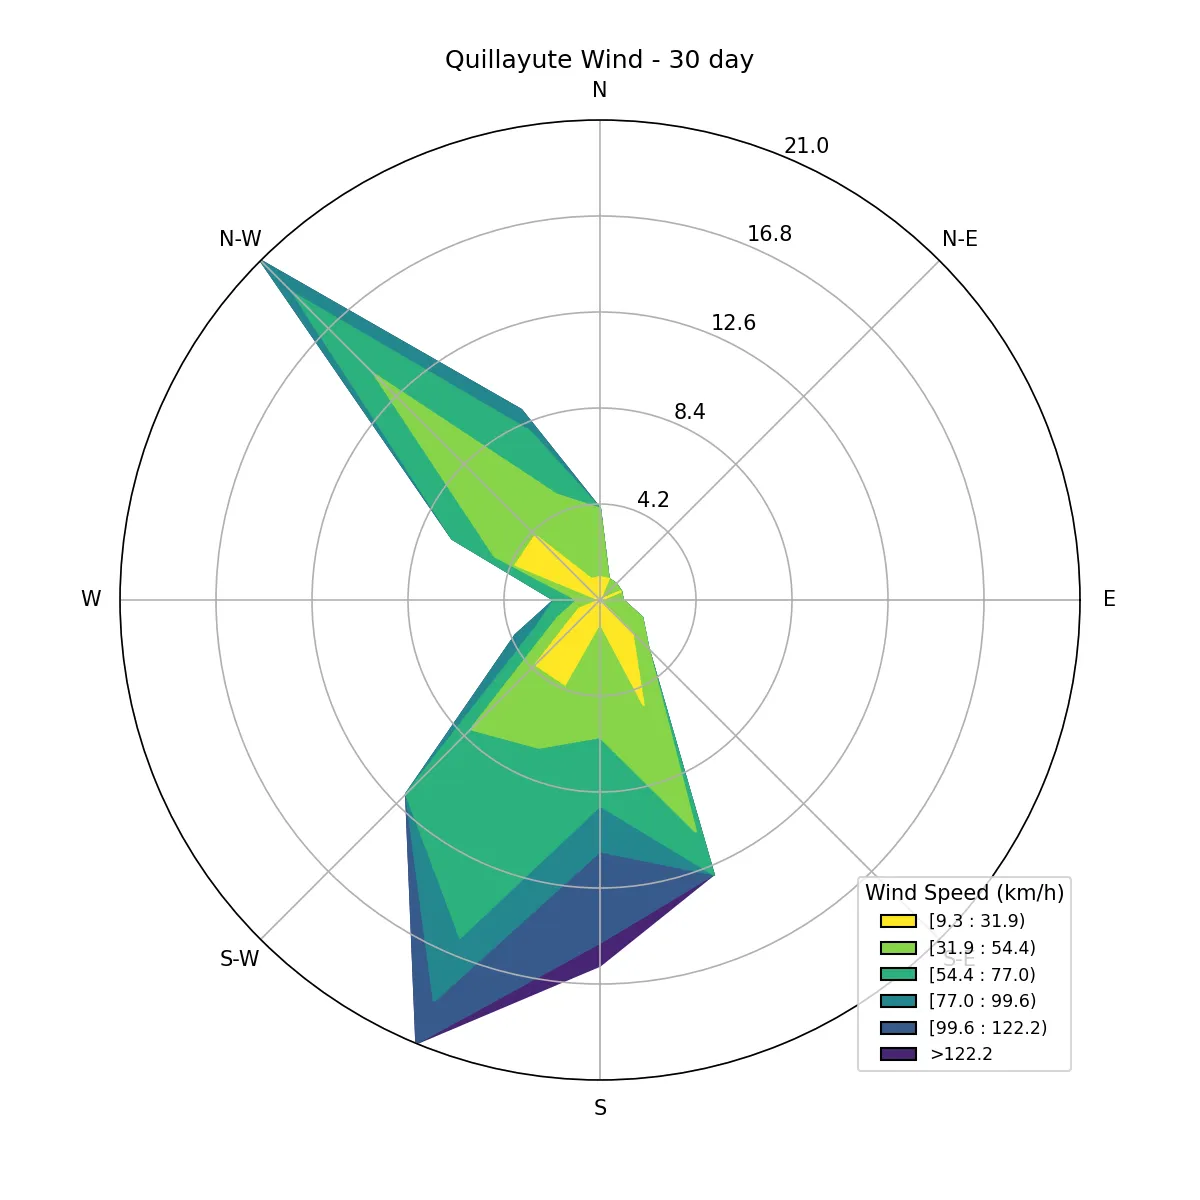 Quillayute Wind - 30 day
N
21.0
16.8
N-W
N-E
12.6
8.4
4.2
W
E
Wind Speed (km/h)
[9.3 : 31.9)
[31.9 : 54.4)
S-W
S-E
[54.4 : 77.0)
[77.0 : 99.6)
[99.6 : 122.2)
>122.2
S